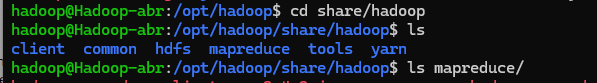 hadoop@Hadoop-abr:/opt/hadoop$ cd share/hadoop
hadoop@Hadoop-abr:/opt/hadoop/share/hadoop$ ls
client  common  hdfs  mapreduce  tools  yarn
hadoop@Hadoop-abr:/opt/hadoop/share/hadoop$ ls mapreduce/